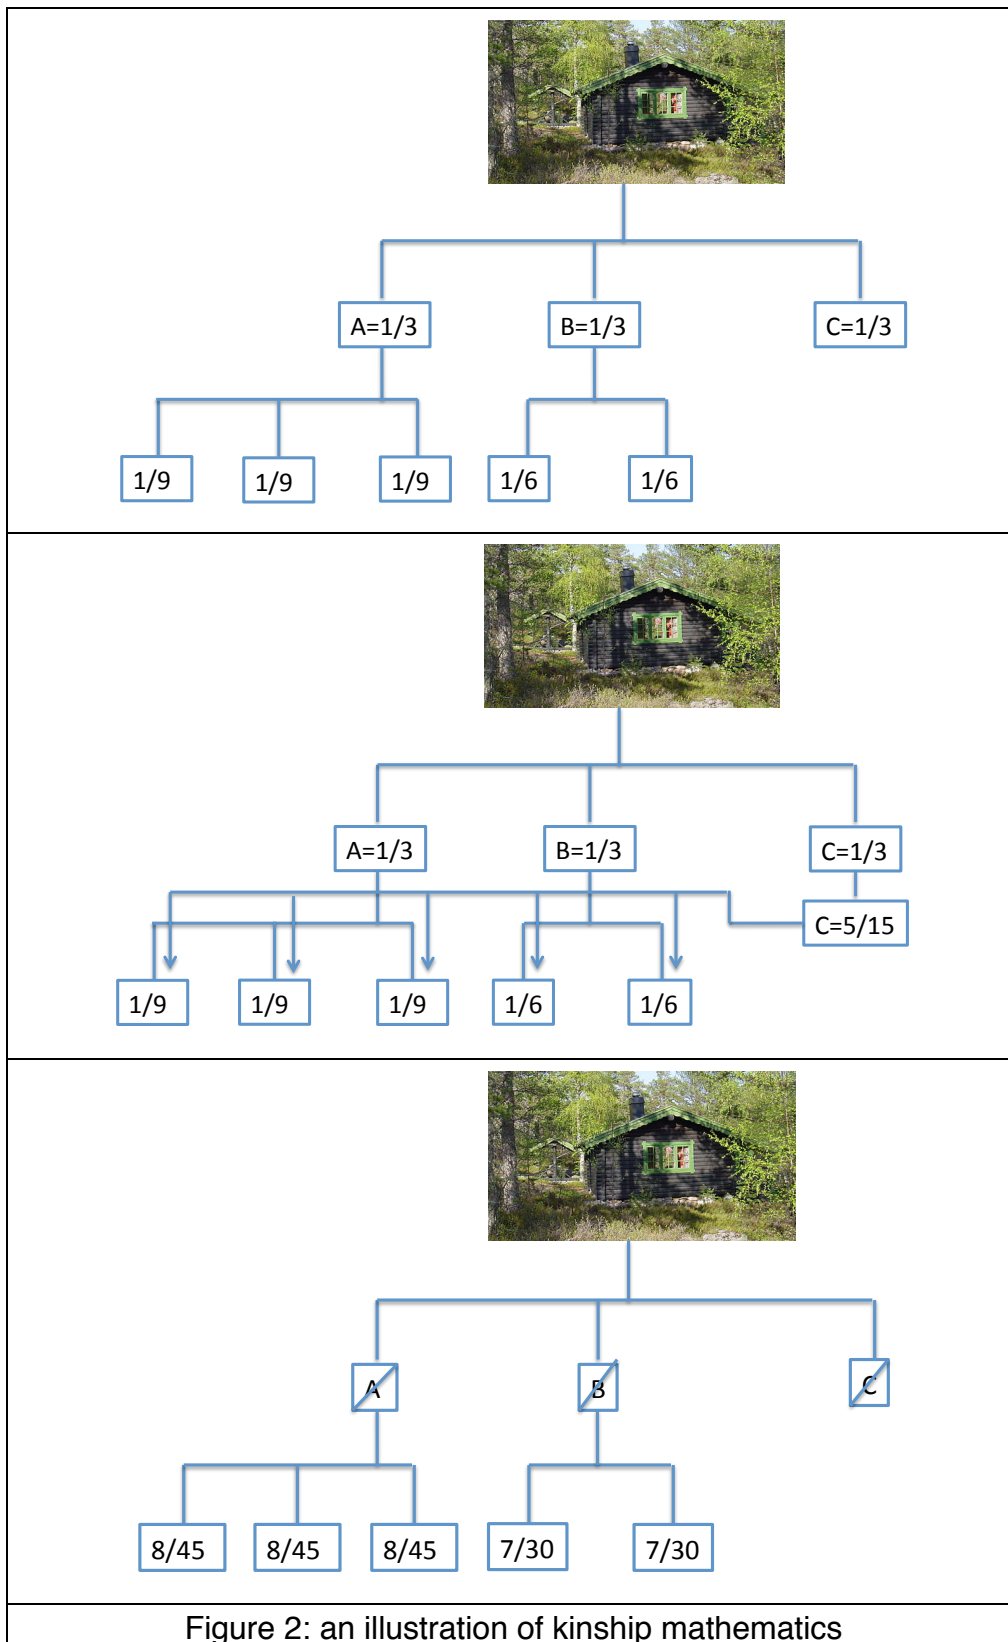 A=1/3 B=1/3 C=1/3
1/9 1/9 1/9 1/6 1/6
A=1/3 B=1/3 C=1/3
C=5/15
1/9 1/9 1/9 1/6 1/6
A B C
8/45 8/45 8/45 7/30 7/30
Figure 2: an illustration of kinship mathematics